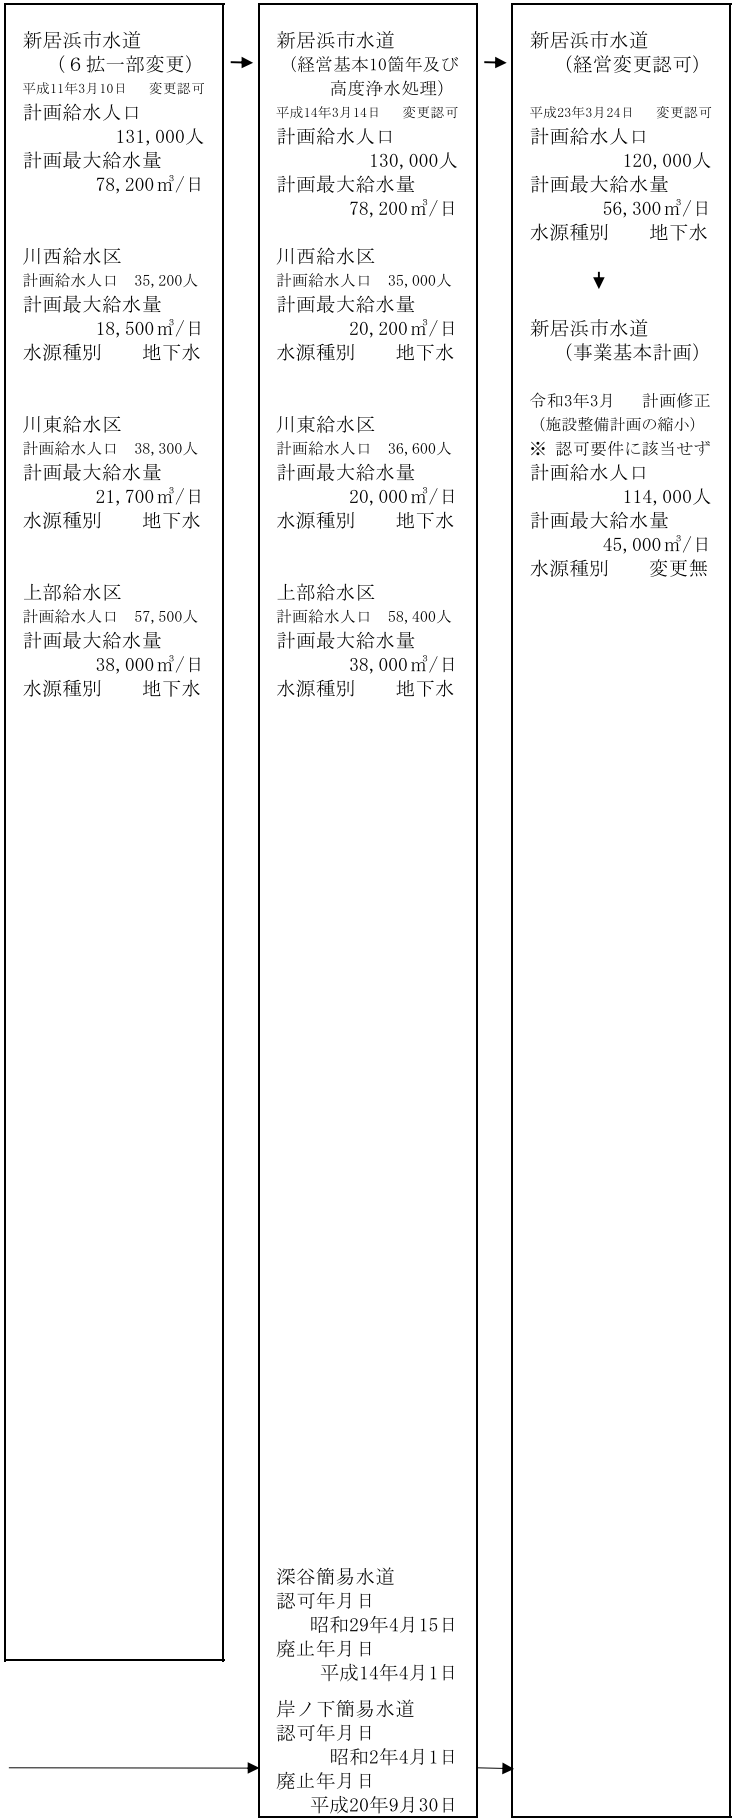 新居浜市水道
(６拡一部変更)
平成11年3月10日　変更認可
計画給水人口
131,000人
計画最大給水量
78,200㎥/日
川西給水区
計画給水人口　35,200人
計画最大給水量
18,500㎥/日
水源種別　　地下水
川東給水区
計画給水人口　38,300人
計画最大給水量
21,700㎥/日
水源種別　　地下水
上部給水区
計画給水人口　57,500人
計画最大給水量
38,000㎥/日
水源種別　　地下水
新居浜市水道
(経営基本10箇年及び
高度浄水処理)
平成14年3月14日　変更認可
計画給水人口
130,000人
計画最大給水量
78,200㎥/日
川西給水区
計画給水人口　35,000人
計画最大給水量
20,200㎥/日
水源種別　　地下水
川東給水区
計画給水人口　36,600人
計画最大給水量
20,000㎥/日
水源種別　　地下水
上部給水区
計画給水人口　58,400人
計画最大給水量
38,000㎥/日
水源種別　　地下水
深谷簡易水道
認可年月日
昭和29年4月15日
廃止年月日
平成14年4月1日
岸ノ下簡易水道
認可年月日
昭和2年4月1日
廃止年月日
平成20年9月30日
新居浜市水道
(経営変更認可)
平成23年3月24日　変更認可
計画給水人口
120,000人
計画最大給水量
56,300㎥/日
水源種別　　地下水
新居浜市水道
(事業基本計画)
令和3年3月　計画修正
(施設整備計画の縮小)
※ 認可要件に該当せず
計画給水人口
114,000人
計画最大給水量
45,000㎥/日
水源種別　　変更無